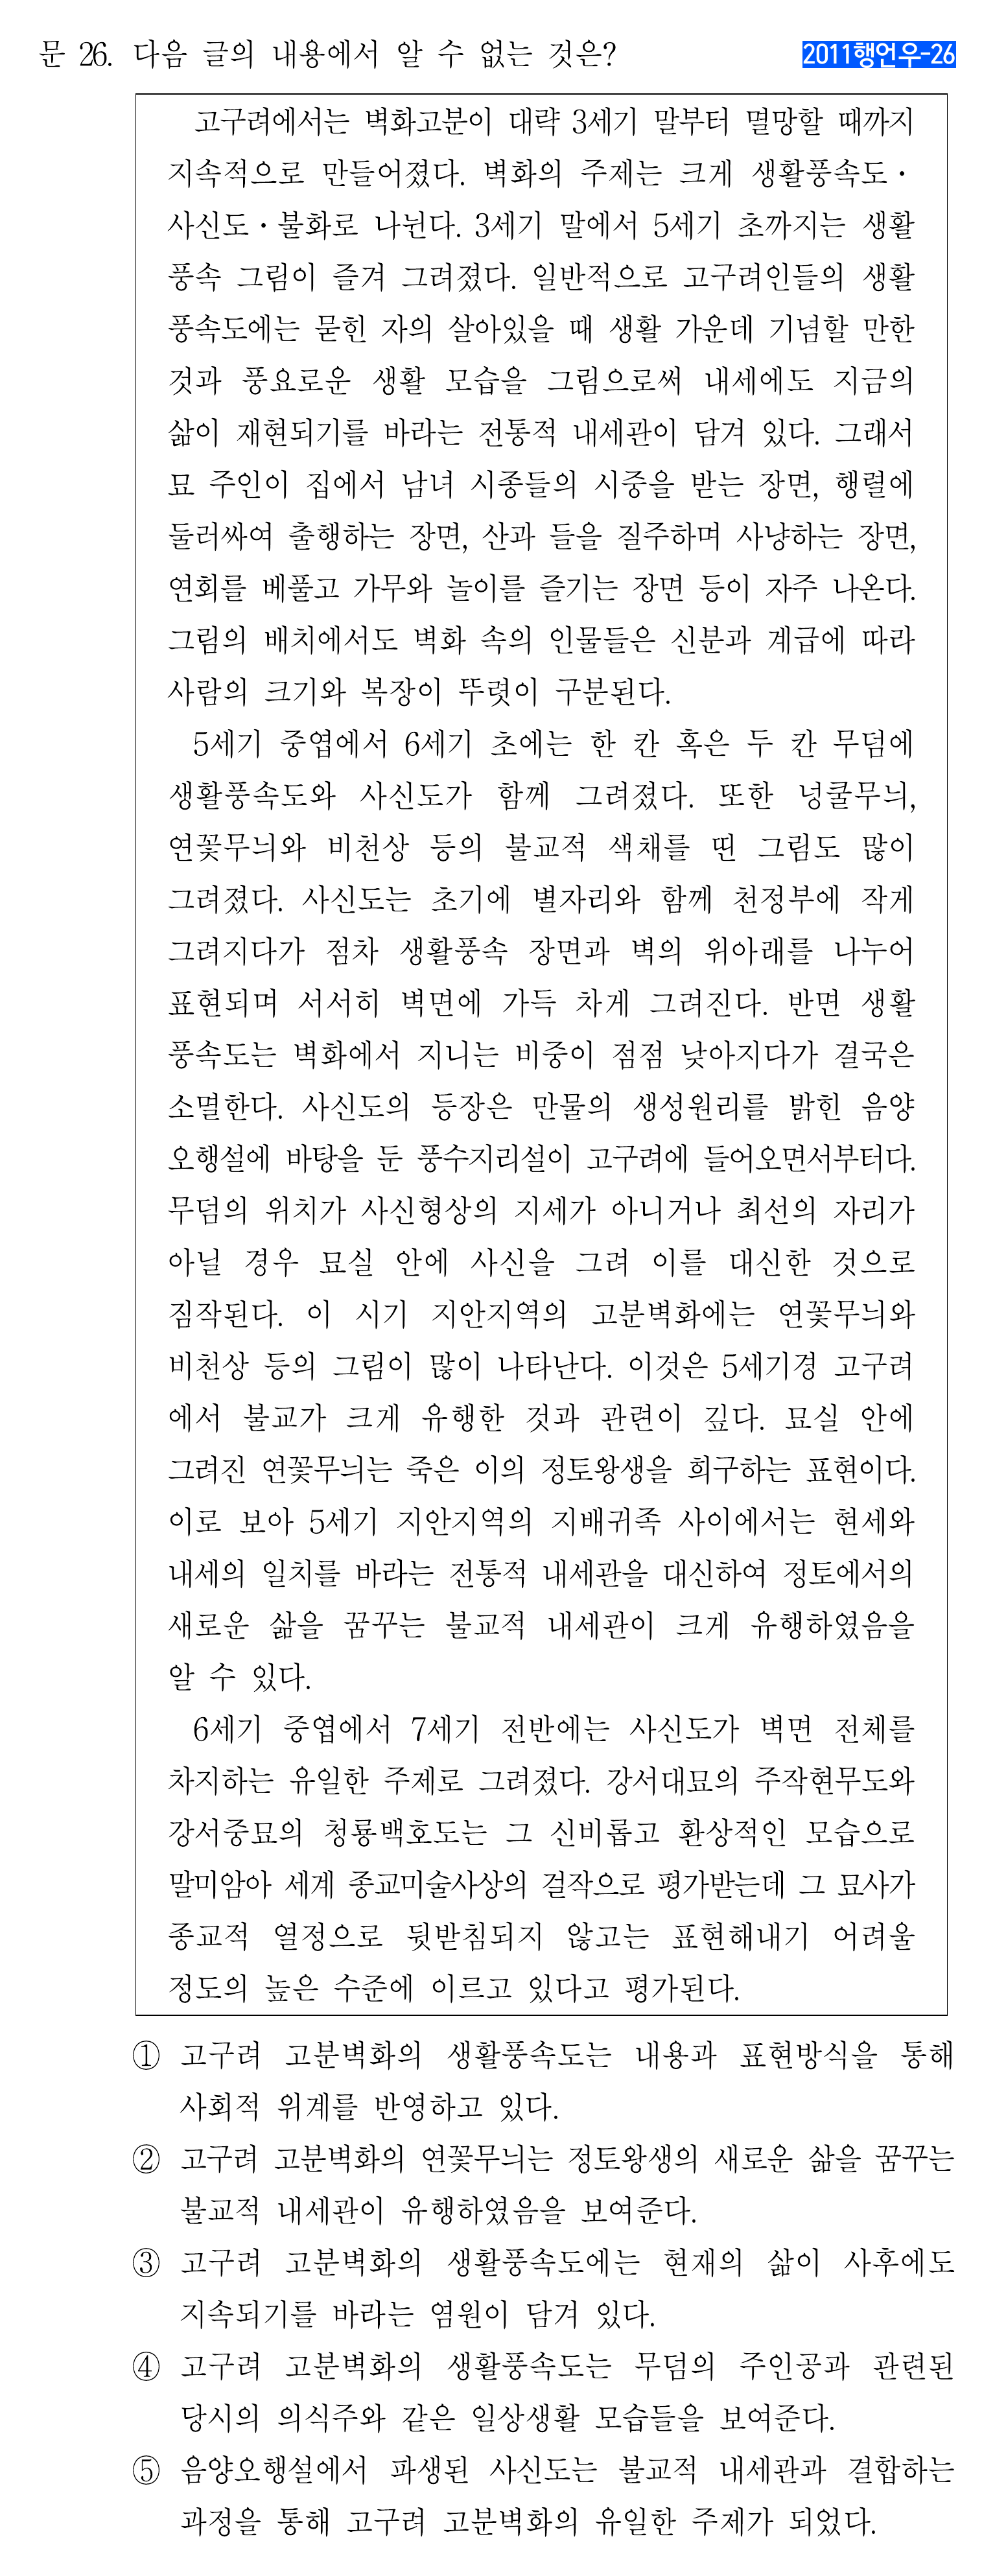 문 26. 다음 글의 내용에서 알 수 없는 것은?
2011행언우-26
고구려에서는 벽화고분이 대략 3세기 말부터 멸망할 때까지
지속적으로 만들어졌다. 벽화의 주제는 크게 생활풍속도·
사신도·불화로 나뉜다. 3세기 말에서 5세기 초까지는 생활
풍속 그림이 즐겨 그려졌다. 일반적으로 고구려인들의 생활
풍속도에는 묻힌 자의 살아있을 때 생활 가운데 기념할 만한
것과 풍요로운 생활 모습을 그림으로써 내세에도 지금의
삶이 재현되기를 바라는 전통적 내세관이 담겨 있다. 그래서
묘 주인이 집에서 남녀 시종들의 시중을 받는 장면, 행렬에
둘러싸여 출행하는 장면, 산과 들을 질주하며 사냥하는 장면,
연회를 베풀고 가무와 놀이를 즐기는 장면 등이 자주 나온다.
그림의 배치에서도 벽화 속의 인물들은 신분과 계급에 따라
사람의 크기와 복장이 뚜렷이 구분된다.
5세기 중엽에서 6세기 초에는 한 칸 혹은 두 칸 무덤에
생활풍속도와 사신도가 함께 그려졌다. 또한 넝쿨무늬,
연꽃무늬와 비천상 등의 불교적 색채를 띤 그림도 많이
그려졌다. 사신도는 초기에 별자리와 함께 천정부에 작게
그려지다가 점차 생활풍속 장면과 벽의 위아래를 나누어
표현되며 서서히 벽면에 가득 차게 그려진다. 반면 생활
풍속도는 벽화에서 지니는 비중이 점점 낮아지다가 결국은
소멸한다. 사신도의 등장은 만물의 생성원리를 밝힌 음양
오행설에 바탕을 둔 풍수지리설이 고구려에 들어오면서부터다.
무덤의 위치가 사신형상의 지세가 아니거나 최선의 자리가
아닐 경우 묘실 안에 사신을 그려 이를 대신한 것으로
짐작된다. 이 시기 지안지역의 고분벽화에는 연꽃무늬와
비천상 등의 그림이 많이 나타난다. 이것은 5세기경 고구려
에서 불교가 크게 유행한 것과 관련이 깊다. 묘실 안에
그려진 연꽃무늬는 죽은 이의 정토왕생을 희구하는 표현이다.
이로 보아 5세기 지안지역의 지배귀족 사이에서는 현세와
내세의 일치를 바라는 전통적 내세관을 대신하여 정토에서의
새로운 삶을 꿈꾸는 불교적 내세관이 크게 유행하였음을
알 수 있다.
6세기 중엽에서 7세기 전반에는 사신도가 벽면 전체를
차지하는 유일한 주제로 그려졌다. 강서대묘의 주작현무도와
강서중묘의 청룡백호도는 그 신비롭고 환상적인 모습으로
말미암아 세계 종교미술사상의 걸작으로 평가받는데 그 묘사가
종교적 열정으로 뒷받침되지 않고는 표현해내기 어려울
정도의 높은 수준에 이르고 있다고 평가된다.
① 고구려 고분벽화의 생활풍속도는 내용과 표현방식을 통해
사회적 위계를 반영하고 있다.
② 고구려 고분벽화의 연꽃무늬는 정토왕생의 새로운 삶을 꿈꾸는
불교적 내세관이 유행하였음을 보여준다.
③ 고구려 고분벽화의 생활풍속도에는 현재의 삶이 사후에도
지속되기를 바라는 염원이 담겨 있다.
④ 고구려 고분벽화의 생활풍속도는 무덤의 주인공과 관련된
당시의 의식주와 같은 일상생활 모습들을 보여준다.
⑤ 음양오행설에서 파생된 사신도는 불교적 내세관과 결합하는
과정을 통해 고구려 고분벽화의 유일한 주제가 되었다.